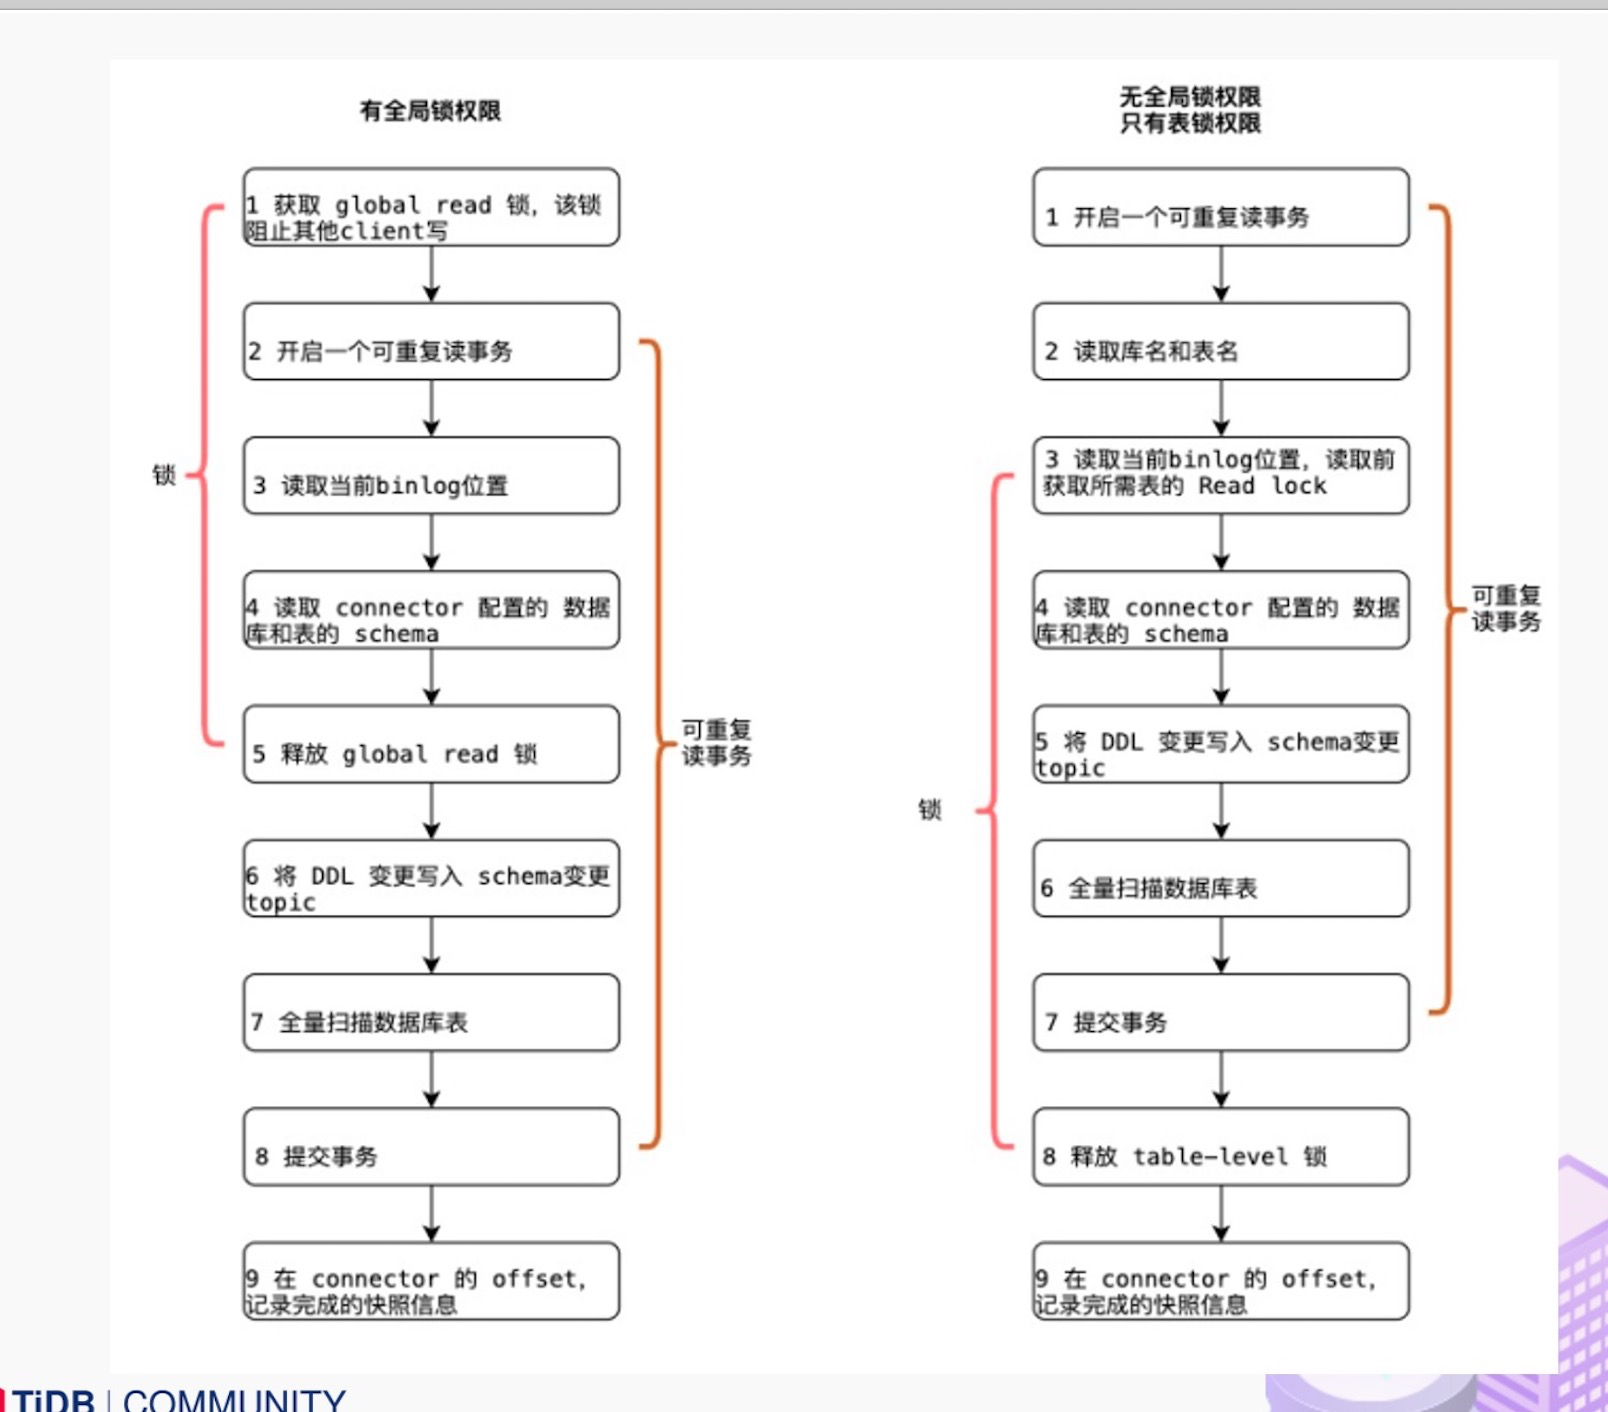 有全局锁权限
1 获取 global read 锁，该锁
阻止其他client写
2 开启一个可重复读事务
3 读取当前binlog位置
4 读取 connector 配置的 数据
库和表的 schema
5 释放 global read 锁
6 将 DDL 变更写入 schema变更
topic
7 全量扫描数据库表
8 提交事务
9 在 connector 的 offset，
记录完成的快照信息
锁
可重复
读事务
无全局锁权限
只有表锁权限
1 开启一个可重复读事务
2 读取库名和表名
3 读取当前binlog位置，读取前
获取所需表的 Read lock
4 读取 connector 配置的 数据
库和表的 schema
5 将 DDL 变更写入 schema变更
topic
6 全量扫描数据库表
7 提交事务
8 释放 table-level 锁
9 在 connector 的 offset，
记录完成的快照信息
锁
可重复
读事务
TiDB | COMMUNITY